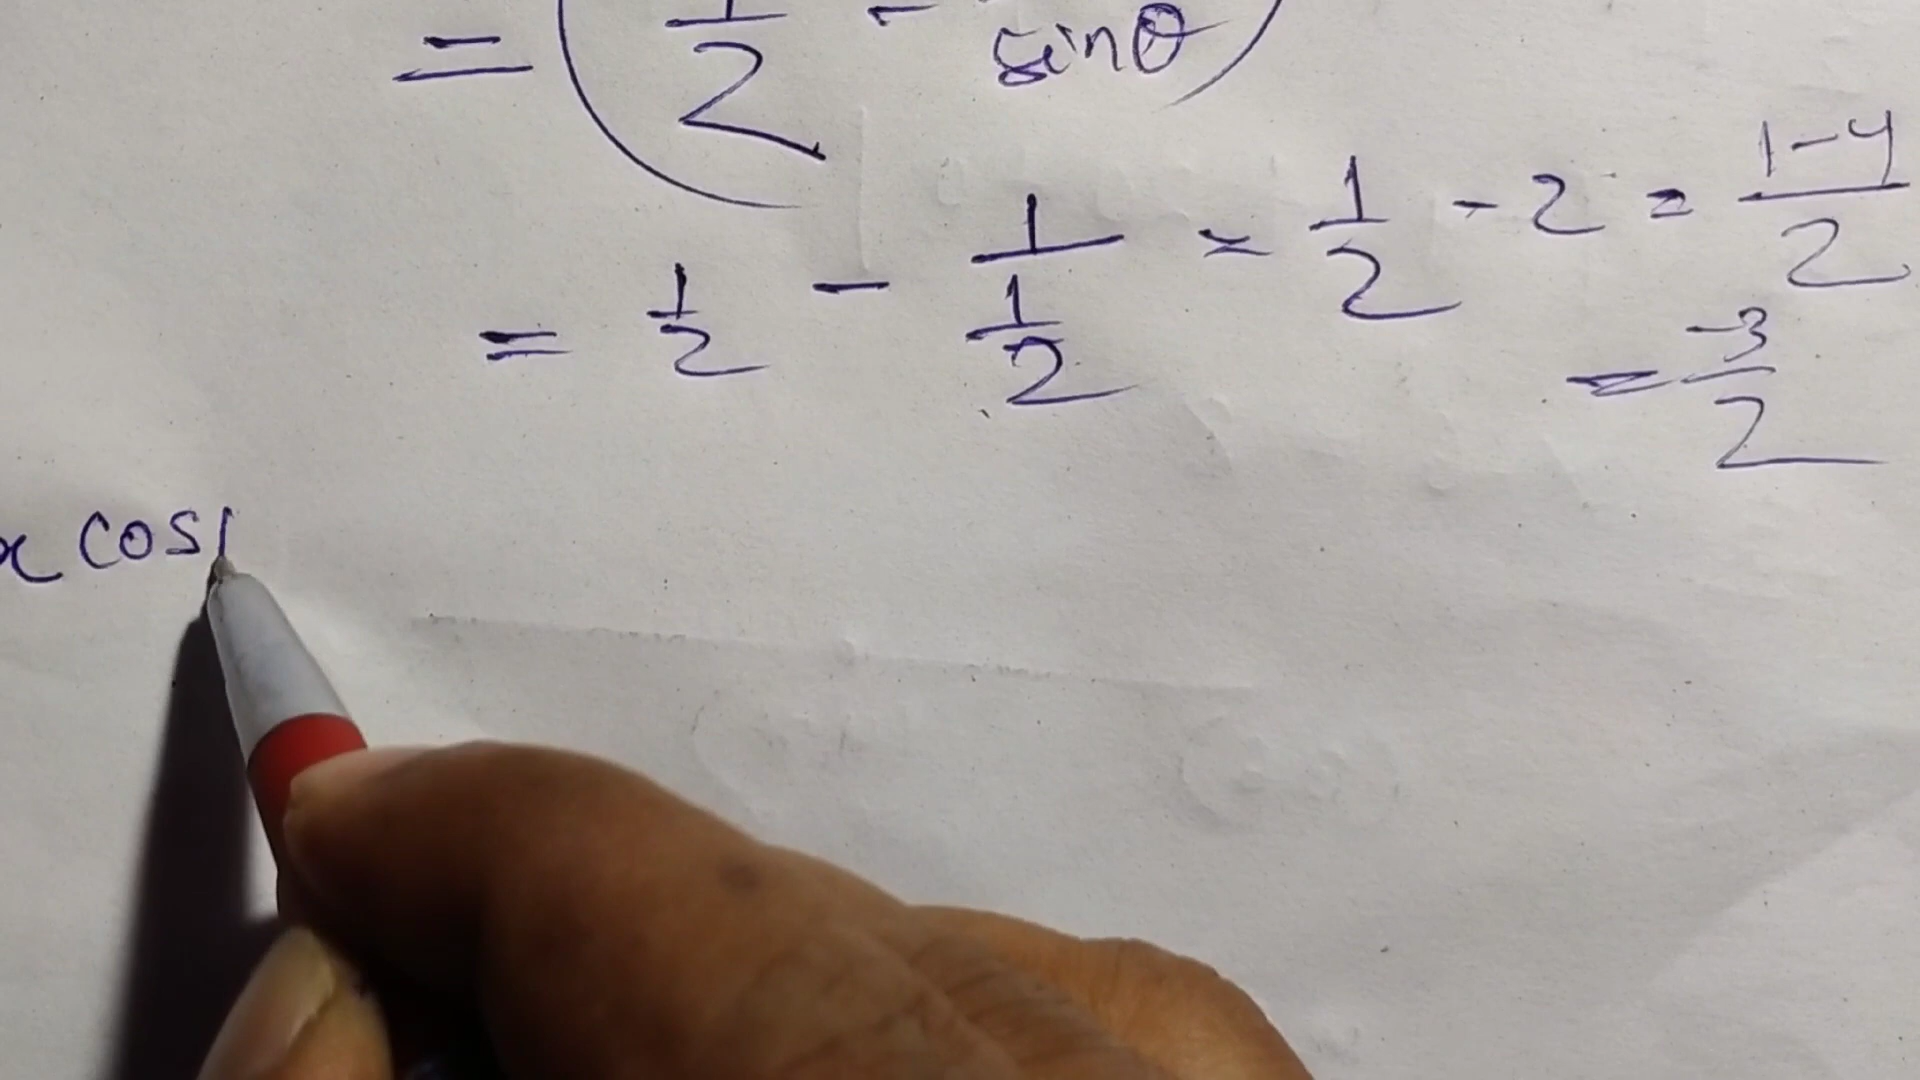 = ( 1/2 - /sinθ )
= 1/2 - 1/(1/2) = 1/2 - 2 = (1-4)/2
= -3/2
x cos